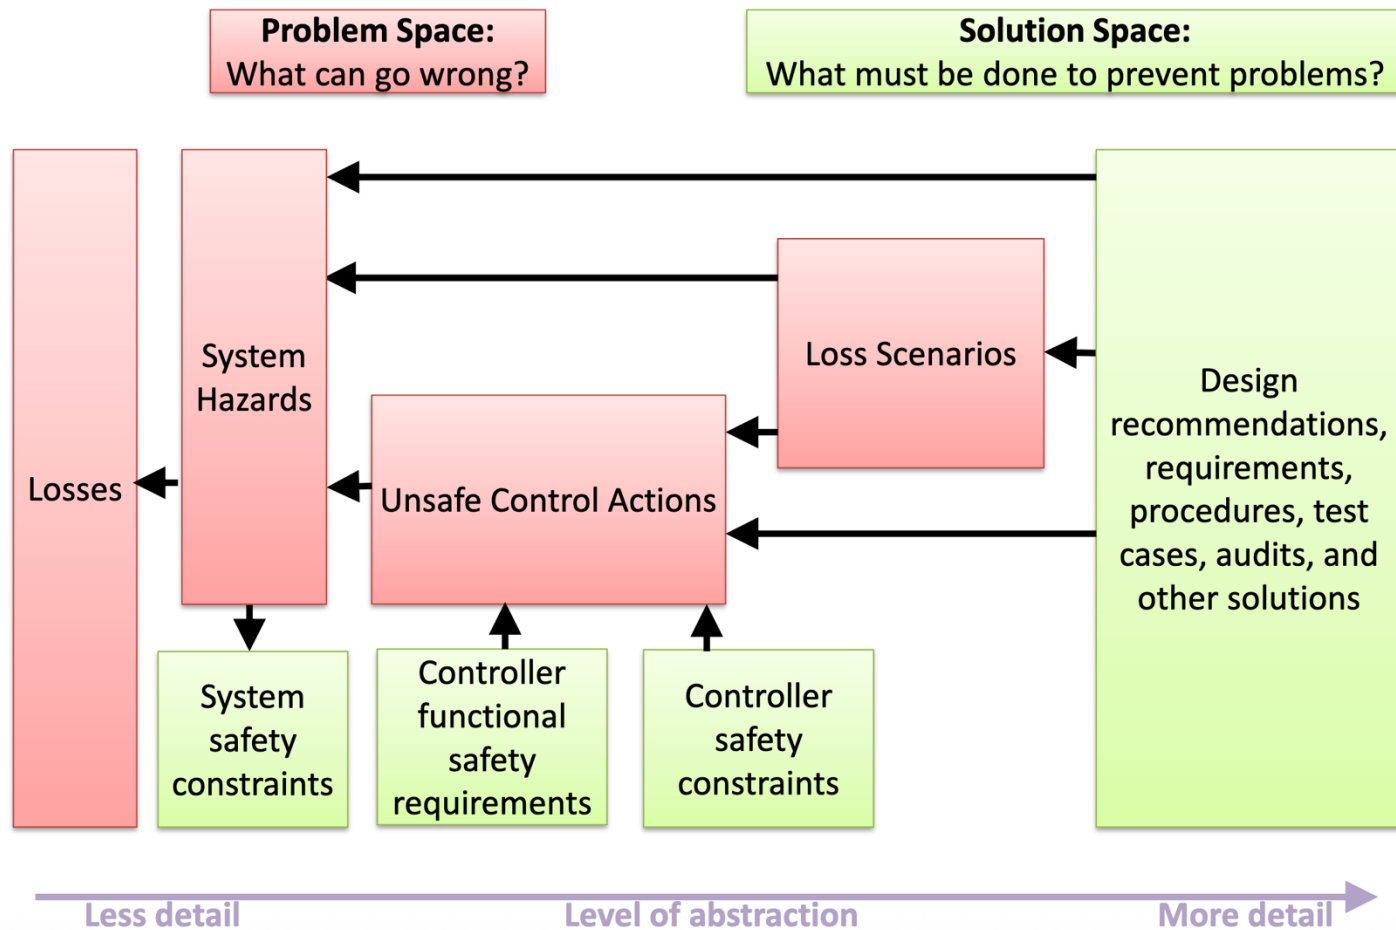 Problem Space:
What can go wrong?
Solution Space:
What must be done to prevent problems?
Losses
System
Hazards
Unsafe Control Actions
Loss Scenarios
Design
recommendations,
requirements,
procedures, test
cases, audits, and
other solutions
System
safety
constraints
Controller
functional
safety
requirements
Controller
safety
constraints
Less detail
Level of abstraction
More detail